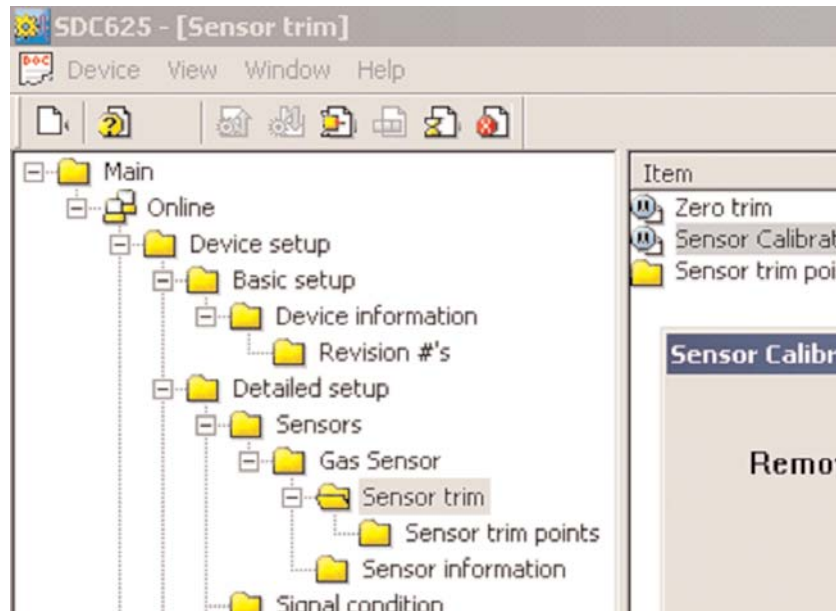 SDC625 - [Sensor trim]
Device View Window Help
Main
Online
Device setup
Basic setup
Device information
Revision #'s
Detailed setup
Sensors
Gas Sensor
Sensor trim
Sensor trim points
Sensor information
Signal condition
Item
Zero trim
Sensor Calibrat
Sensor trim poi
Sensor Calibr
Remo